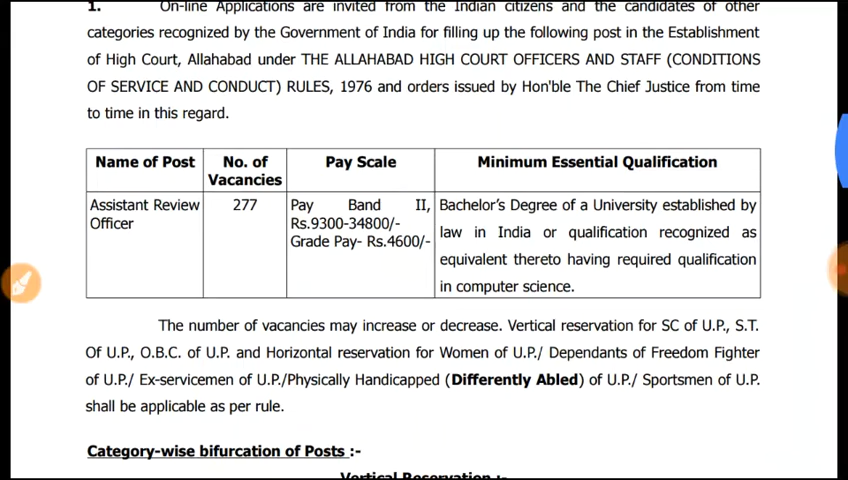 1. On-line Applications are invited from the Indian citizens and the candidates of other
categories recognized by the Government of India for filling up the following post in the Establishment
of High Court, Allahabad under THE ALLAHABAD HIGH COURT OFFICERS AND STAFF (CONDITIONS
OF SERVICE AND CONDUCT) RULES, 1976 and orders issued by Hon'ble The Chief Justice from time
to time in this regard.
Name of Post No. of Vacancies Pay Scale Minimum Essential Qualification
Assistant Review
Officer
277
Pay Band II,
Rs.9300-34800/-
Grade Pay- Rs.4600/-
Bachelor's Degree of a University established by
law in India or qualification recognized as
equivalent thereto having required qualification
in computer science.
The number of vacancies may increase or decrease. Vertical reservation for SC of U.P., S.T.
Of U.P., O.B.C. of U.P. and Horizontal reservation for Women of U.P./ Dependants of Freedom Fighter
of U.P./ Ex-servicemen of U.P./Physically Handicapped (Differently Abled) of U.P./ Sportsmen of U.P.
shall be applicable as per rule.
Category-wise bifurcation of Posts :-
Vertical Reservation :-